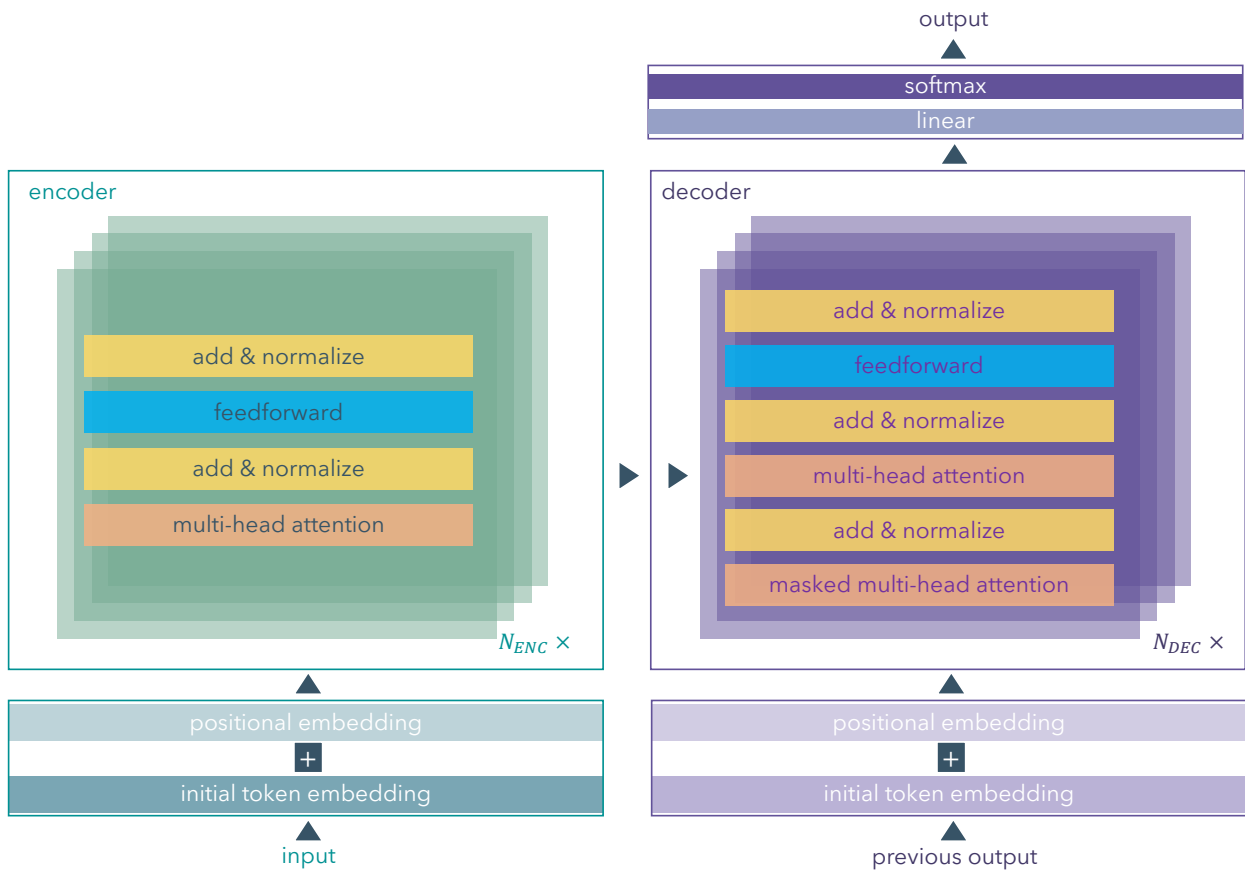 output
softmax
linear
encoder
add & normalize
feedforward
add & normalize
multi-head attention
N_ENC ×
positional embedding
+
initial token embedding
input
decoder
add & normalize
feedforward
add & normalize
multi-head attention
add & normalize
masked multi-head attention
N_DEC ×
positional embedding
+
initial token embedding
previous output